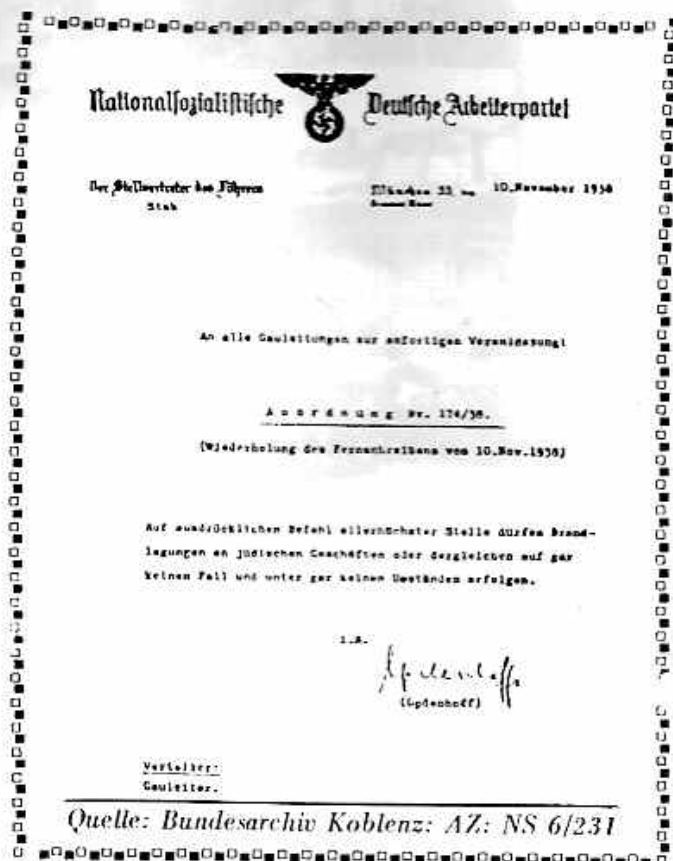 Nationalsozialistische Deutsche Arbeiterpartei
Der Stellvertreter des Führers
Stab
München 33 10.November 1938
Braunes Haus
An alle Gauleitungen zur sofortigen Veranlassung!
Anordnung Nr. 174/38.
(Wiederholung des Fernschreibens vom 10.Nov.1938)
Auf ausdrücklichen Befehl allerhöchster Stelle dürfen Brand-
legungen an jüdischen Geschäften oder dergleichen auf gar
keinen Fall und unter gar keinen Umständen erfolgen.
i.A.
(Opdenhoff)
Verteiler:
Gauleiter.
Quelle: Bundesarchiv Koblenz: AZ: NS 6/231